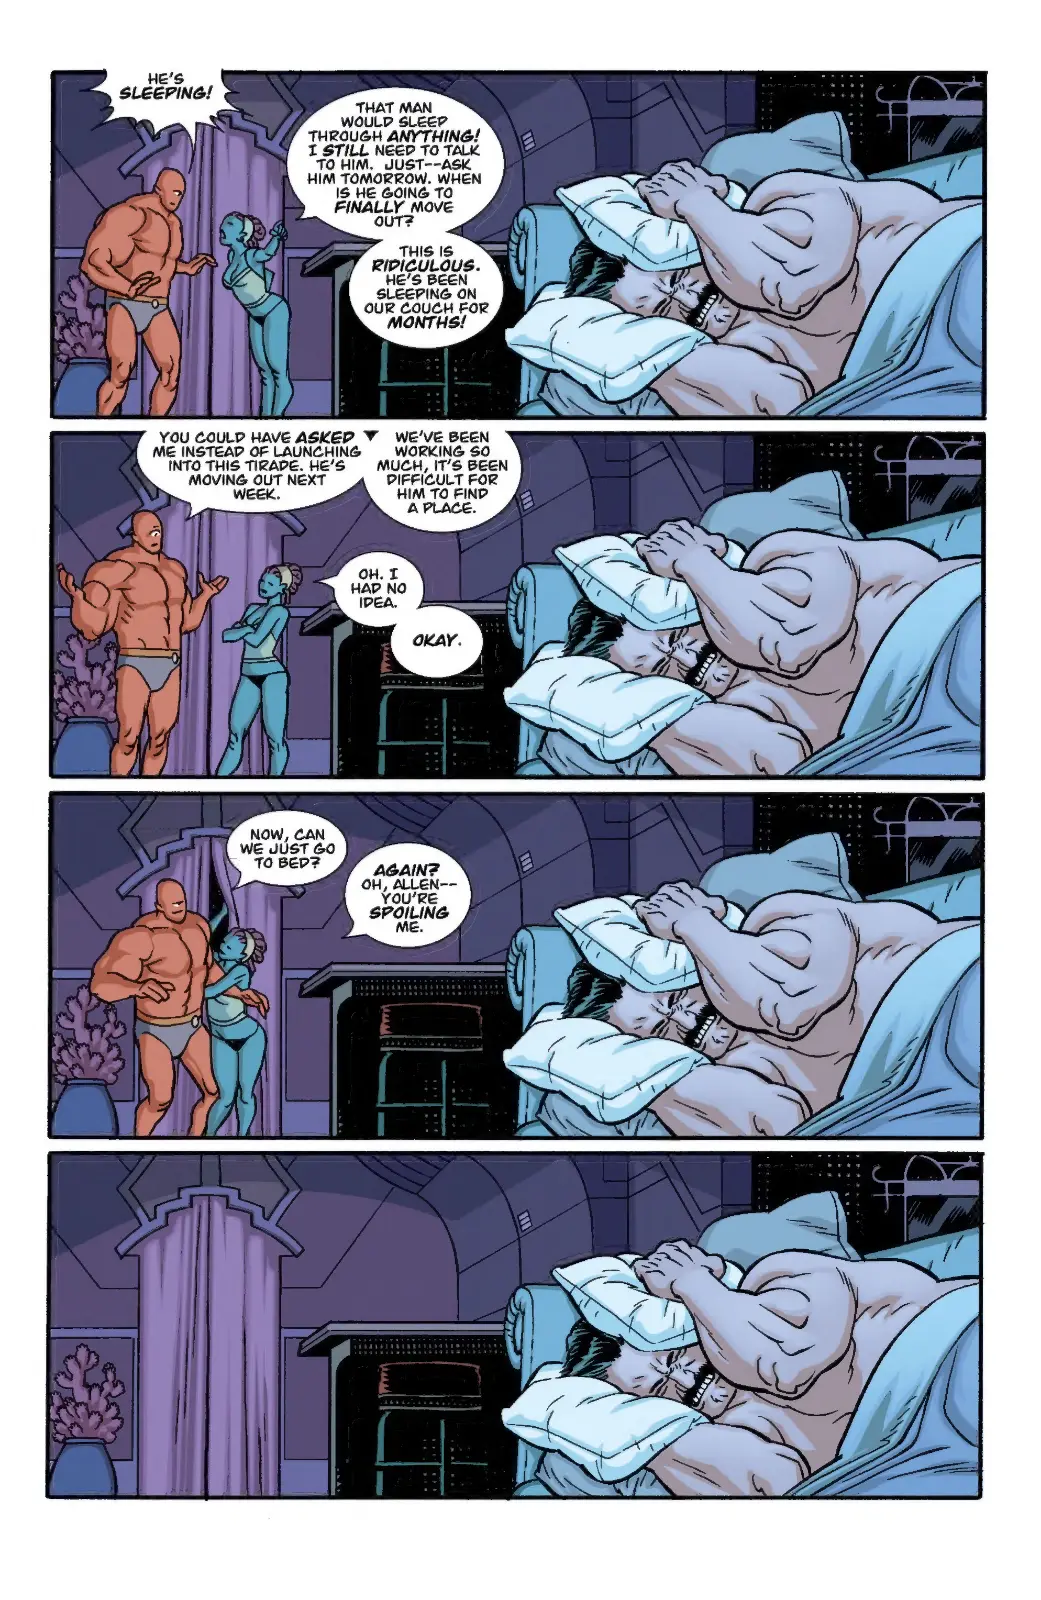 HE'S
SLEEPING!
THAT MAN
WOULD SLEEP
THROUGH ANYTHING!
I STILL NEED TO TALK
TO HIM. JUST--ASK
HIM TOMORROW. WHEN
IS HE GOING TO
FINALLY MOVE
OUT?
THIS IS
RIDICULOUS.
HE'S BEEN
SLEEPING ON
OUR COUCH FOR
MONTHS!
YOU COULD HAVE ASKED
ME INSTEAD OF LAUNCHING
INTO THIS TIRADE. HE'S
MOVING OUT NEXT
WEEK.
WE'VE BEEN
WORKING SO
MUCH, IT'S BEEN
DIFFICULT FOR
HIM TO FIND
A PLACE.
OH. I
HAD NO
IDEA.
OKAY.
NOW, CAN
WE JUST GO
TO BED?
AGAIN?
OH, ALLEN--
YOU'RE
SPOILING
ME.